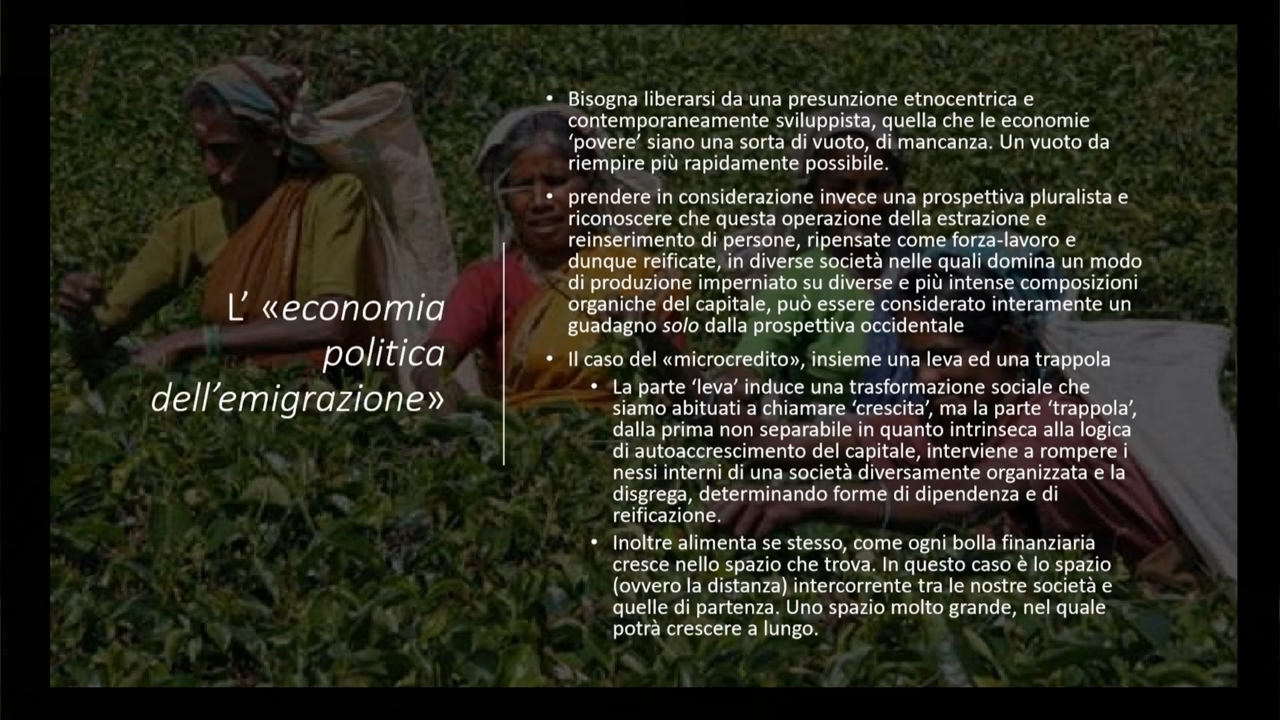 L’ «economia
politica
dell’emigrazione»
• Bisogna liberarsi da una presunzione etnocentrica e
contemporaneamente sviluppista, quella che le economie
‘povere’ siano una sorta di vuoto, di mancanza. Un vuoto da
riempire più rapidamente possibile.
• prendere in considerazione invece una prospettiva pluralista e
riconoscere che questa operazione della estrazione e
reinserimento di persone, ripensate come forza-lavoro e
dunque reificate, in diverse società nelle quali domina un modo
di produzione imperniato su diverse e più intense composizioni
organiche del capitale, può essere considerato interamente un
guadagno solo dalla prospettiva occidentale
• Il caso del «microcredito», insieme una leva ed una trappola
• La parte ‘leva’ induce una trasformazione sociale che
siamo abituati a chiamare ‘crescita’, ma la parte ‘trappola’,
dalla prima non separabile in quanto intrinseca alla logica
di autoaccrescimento del capitale, interviene a rompere i
nessi interni di una società diversamente organizzata e la
disgrega, determinando forme di dipendenza e di
reificazione.
• Inoltre alimenta se stesso, come ogni bolla finanziaria
cresce nello spazio che trova. In questo caso è lo spazio
(ovvero la distanza) intercorrente tra le nostre società e
quelle di partenza. Uno spazio molto grande, nel quale
potrà crescere a lungo.